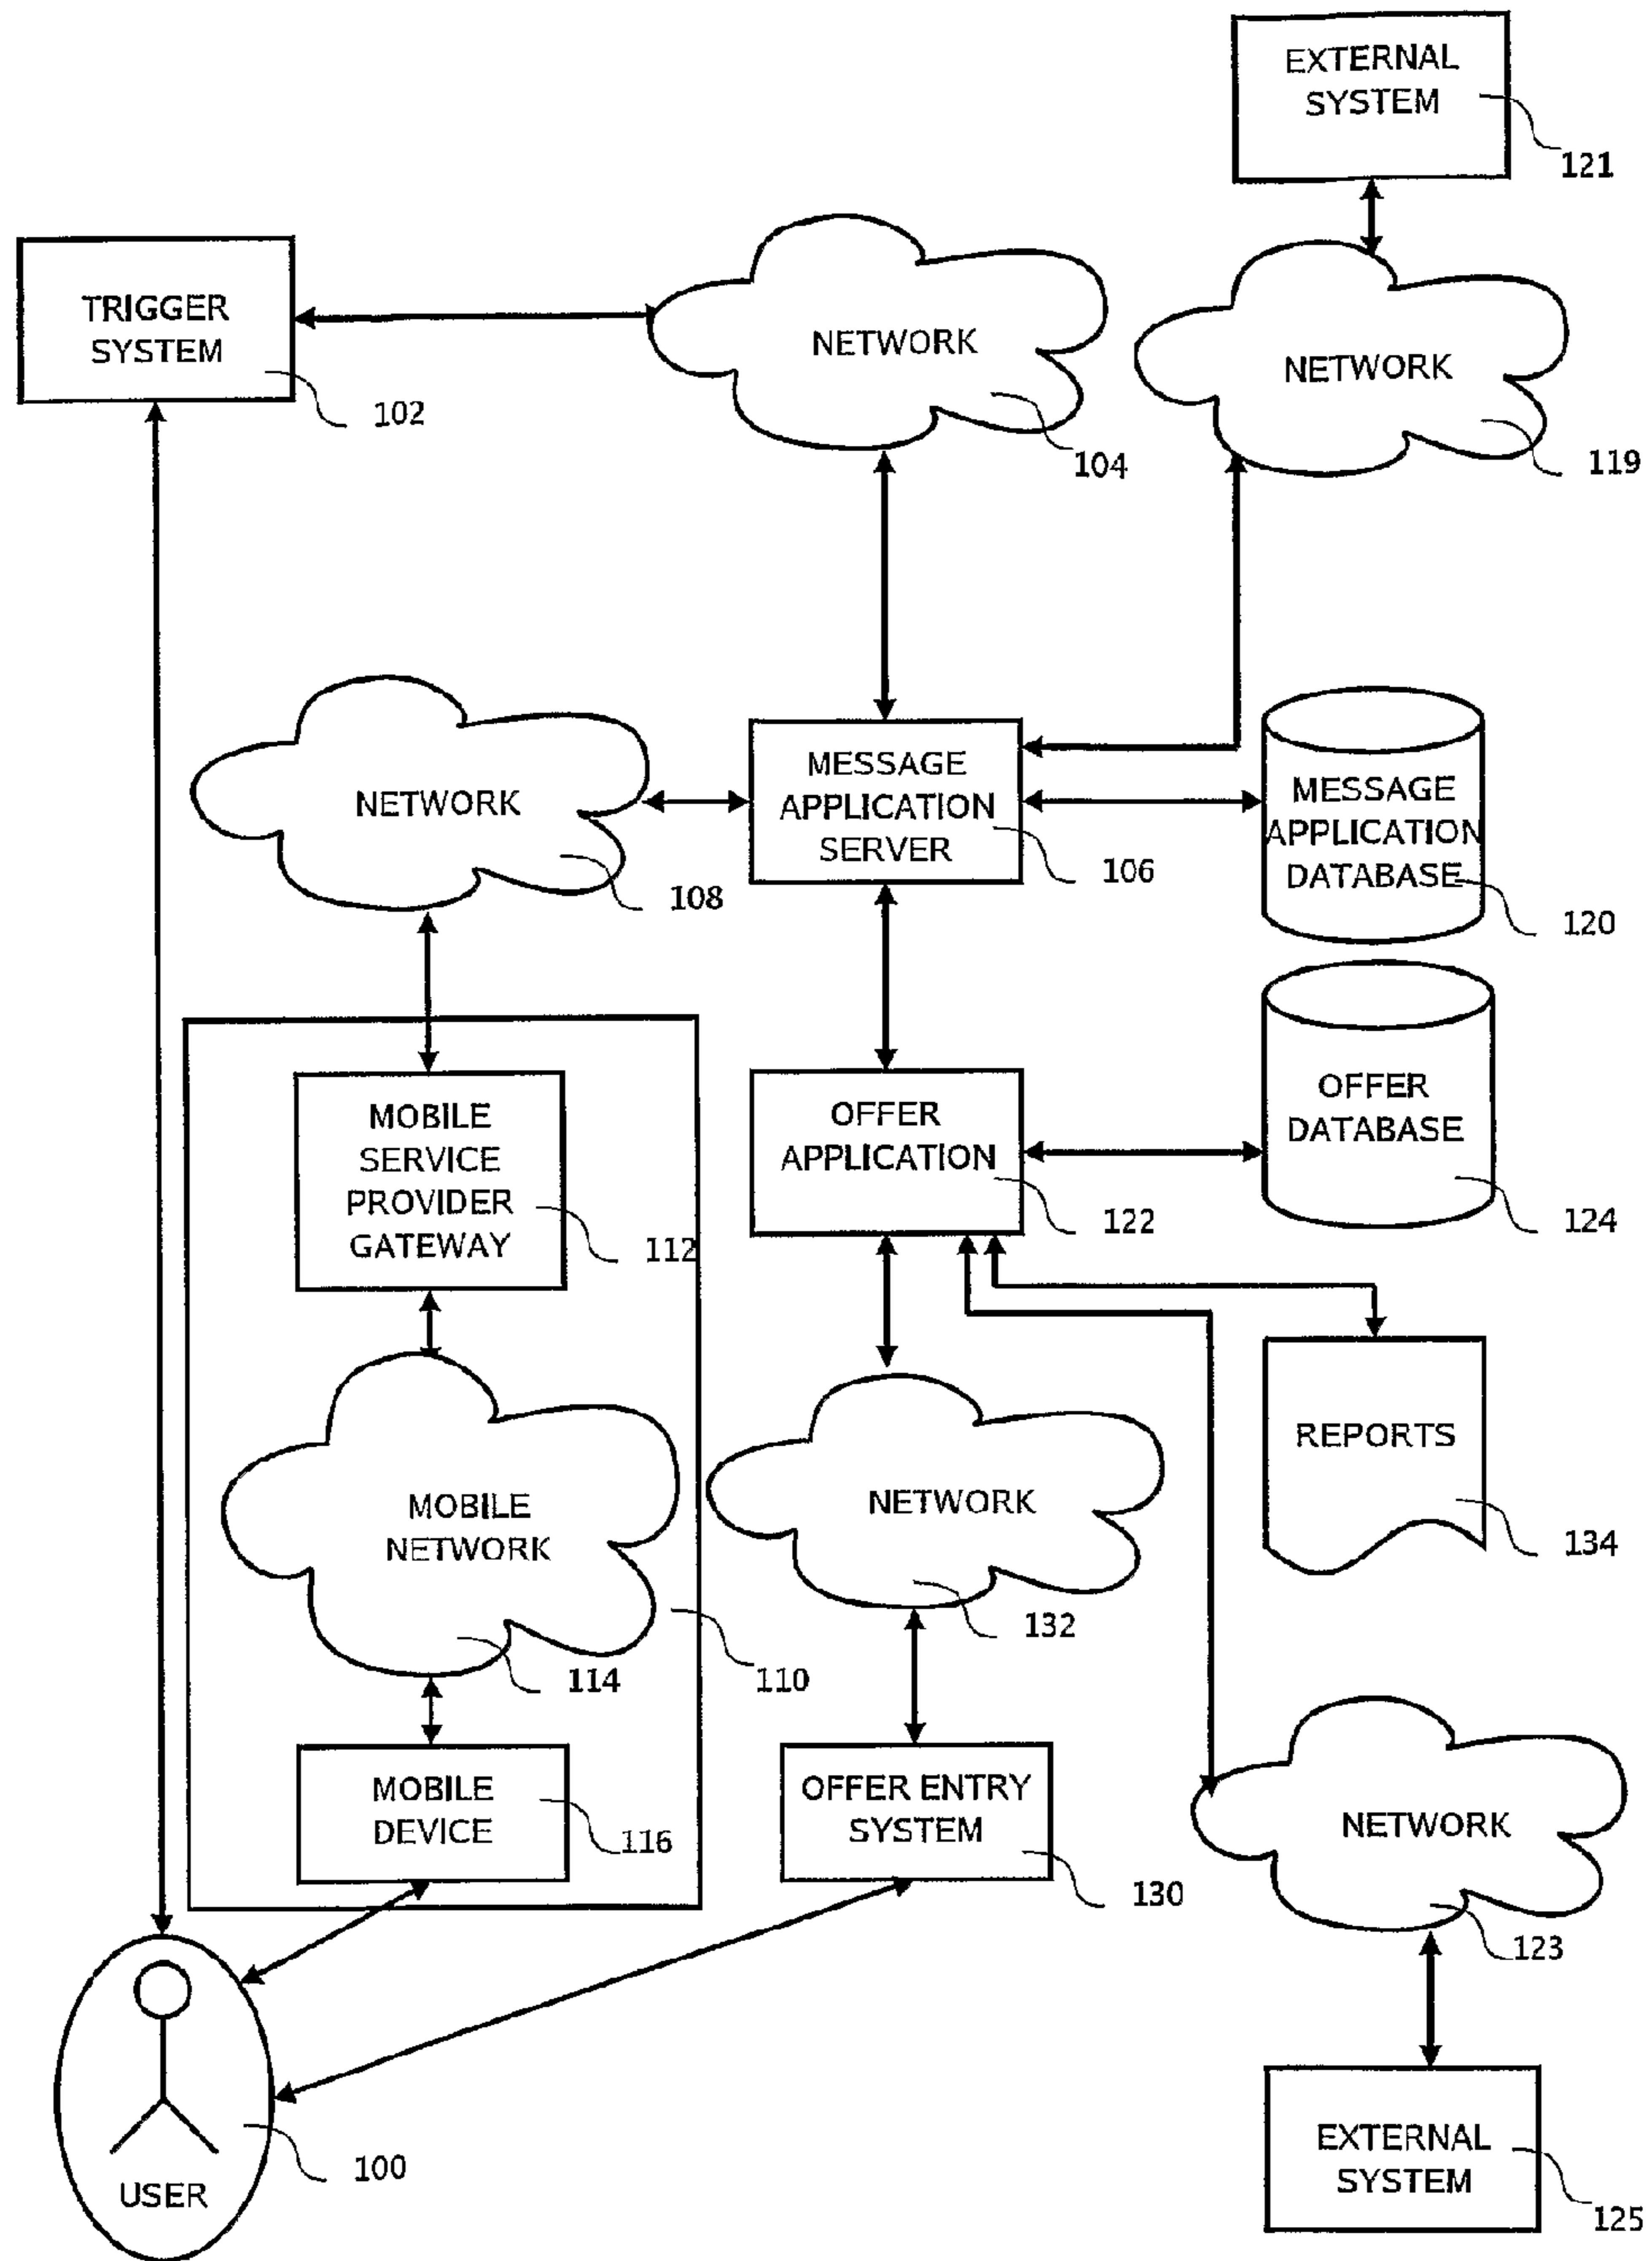 EXTERNAL
SYSTEM
121
TRIGGER
SYSTEM
102
NETWORK
104
NETWORK
119
NETWORK
108
MESSAGE
APPLICATION
SERVER
106
MESSAGE
APPLICATION
DATABASE
120
MOBILE
SERVICE
PROVIDER
GATEWAY
112
OFFER
APPLICATION
122
OFFER
DATABASE
124
MOBILE
NETWORK
114
110
NETWORK
132
REPORTS
134
MOBILE
DEVICE
116
OFFER ENTRY
SYSTEM
130
NETWORK
123
USER
100
EXTERNAL
SYSTEM
125